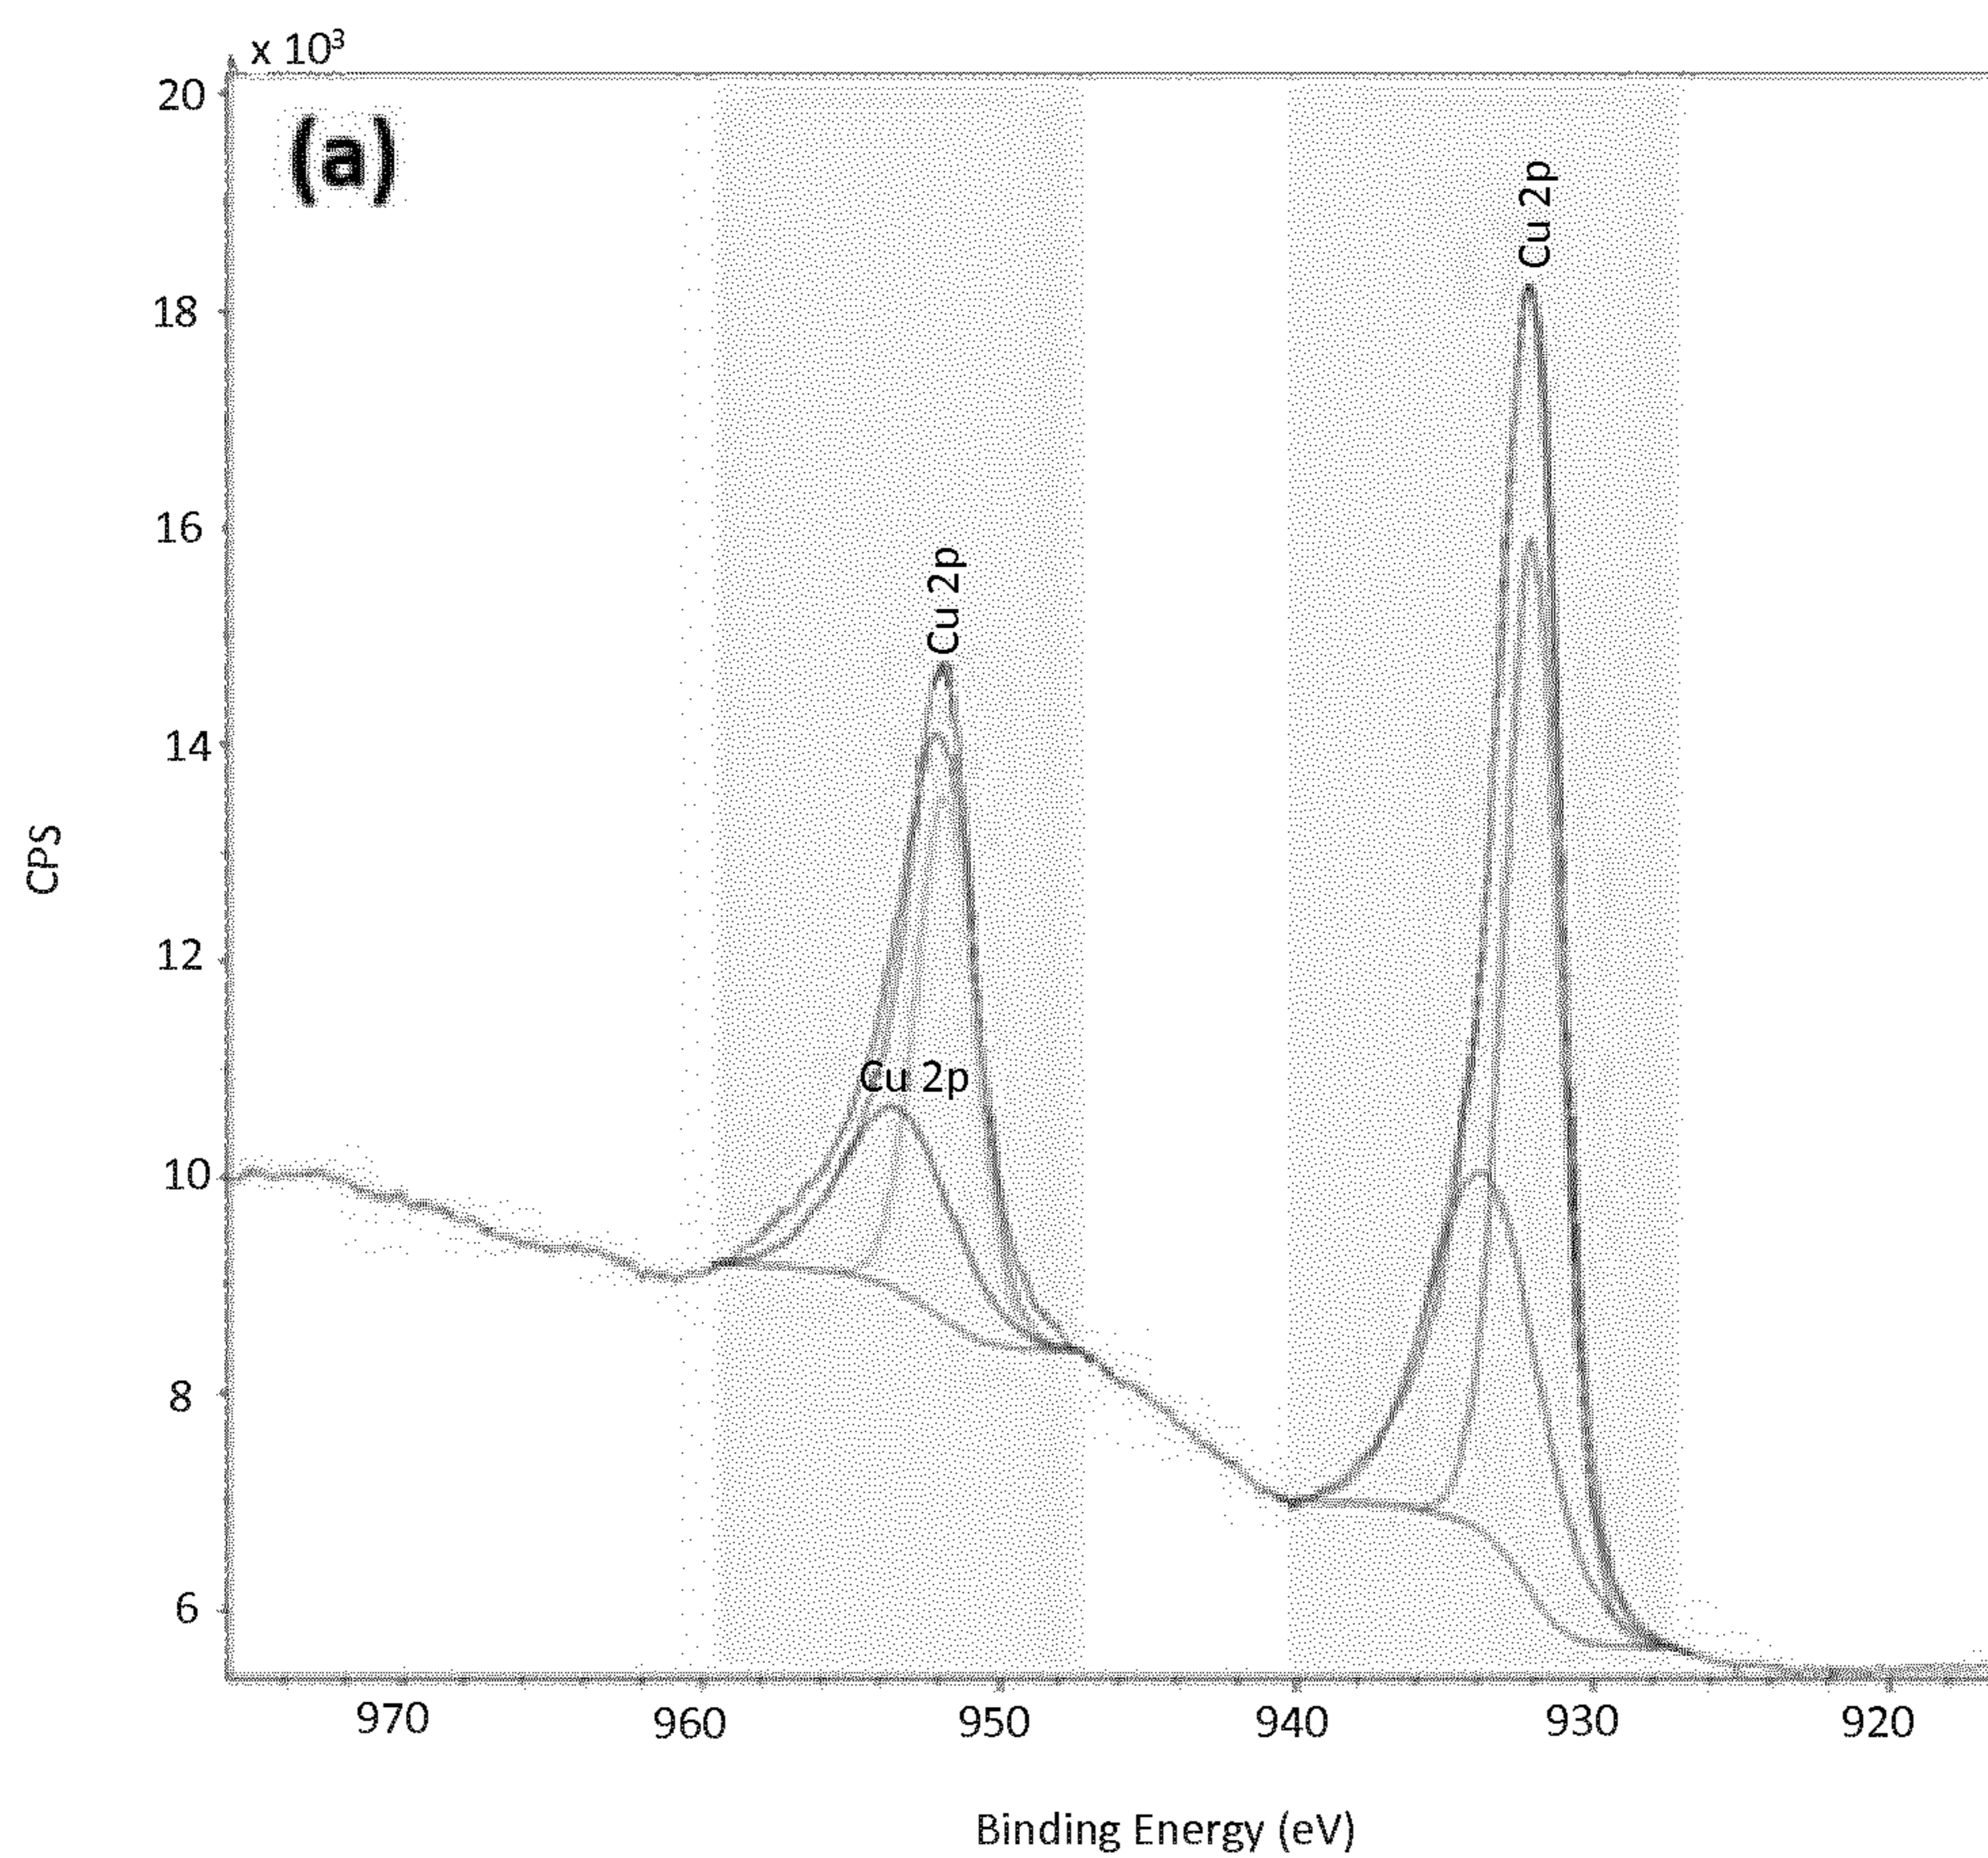 x 10³
20
(a)
Cu 2p
18
16
Cu 2p
14
CPS
12
Cu 2p
10
8
6
970 960 950 940 930 920
Binding Energy (eV)